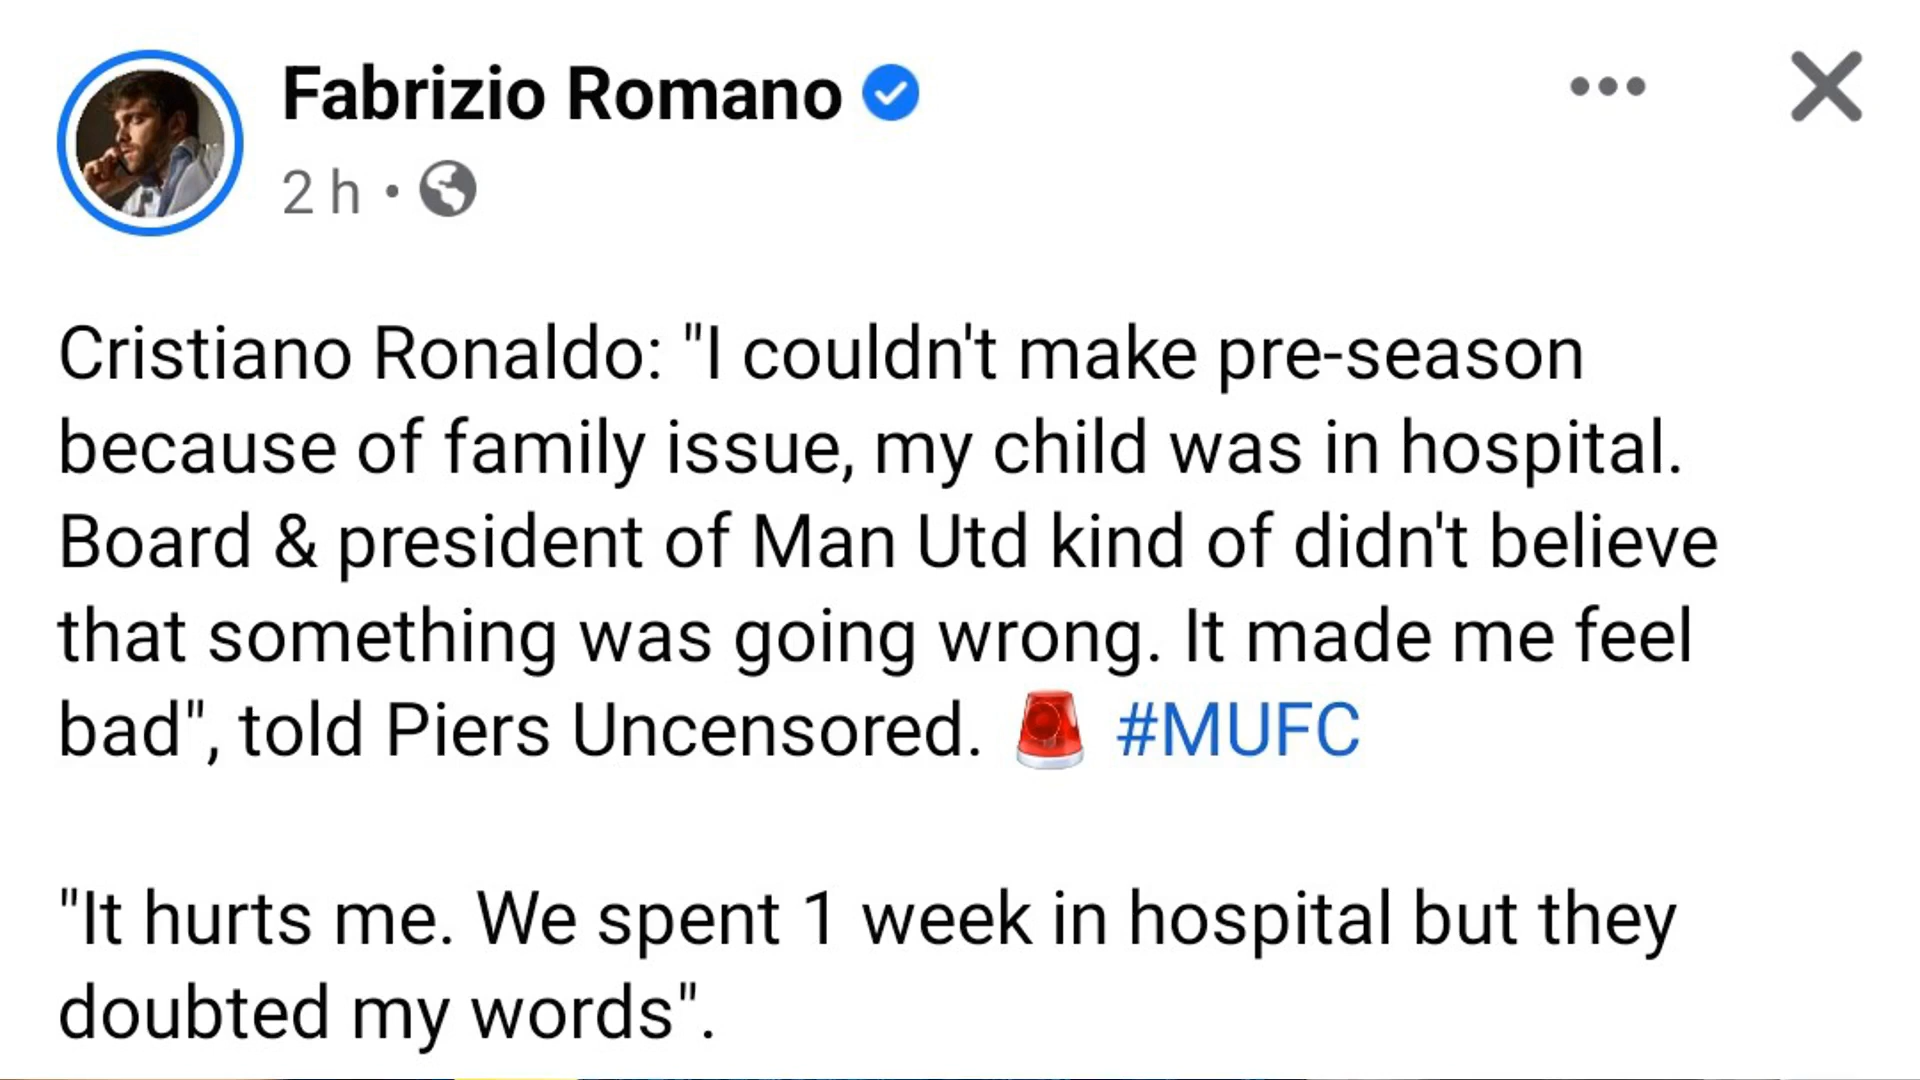 Fabrizio Romano
2 h •
Cristiano Ronaldo: "I couldn't make pre-season
because of family issue, my child was in hospital.
Board & president of Man Utd kind of didn't believe
that something was going wrong. It made me feel
bad", told Piers Uncensored. 🚨 #MUFC
"It hurts me. We spent 1 week in hospital but they
doubted my words".